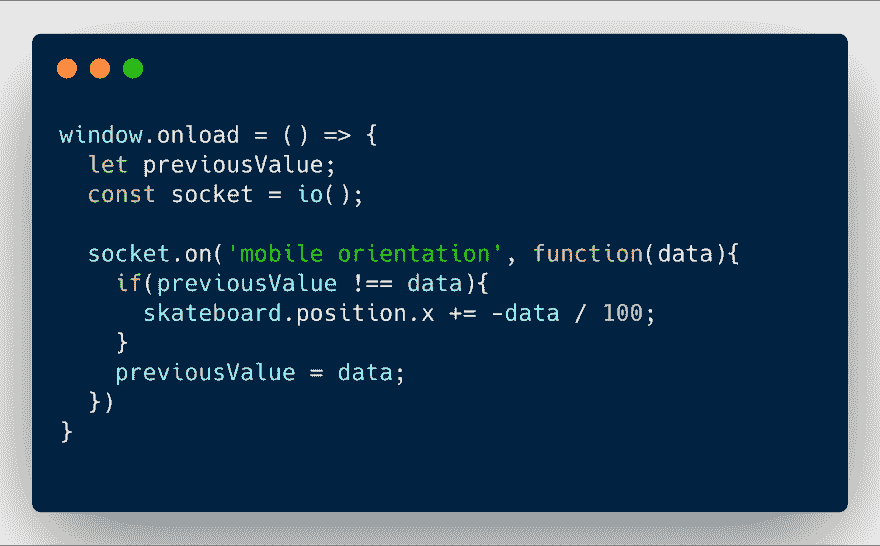 window.onload = () => {
  let previousValue;
  const socket = io();

  socket.on('mobile orientation', function(data){
    if(previousValue !== data){
      skateboard.position.x += -data / 100;
    }
    previousValue = data;
  })
}